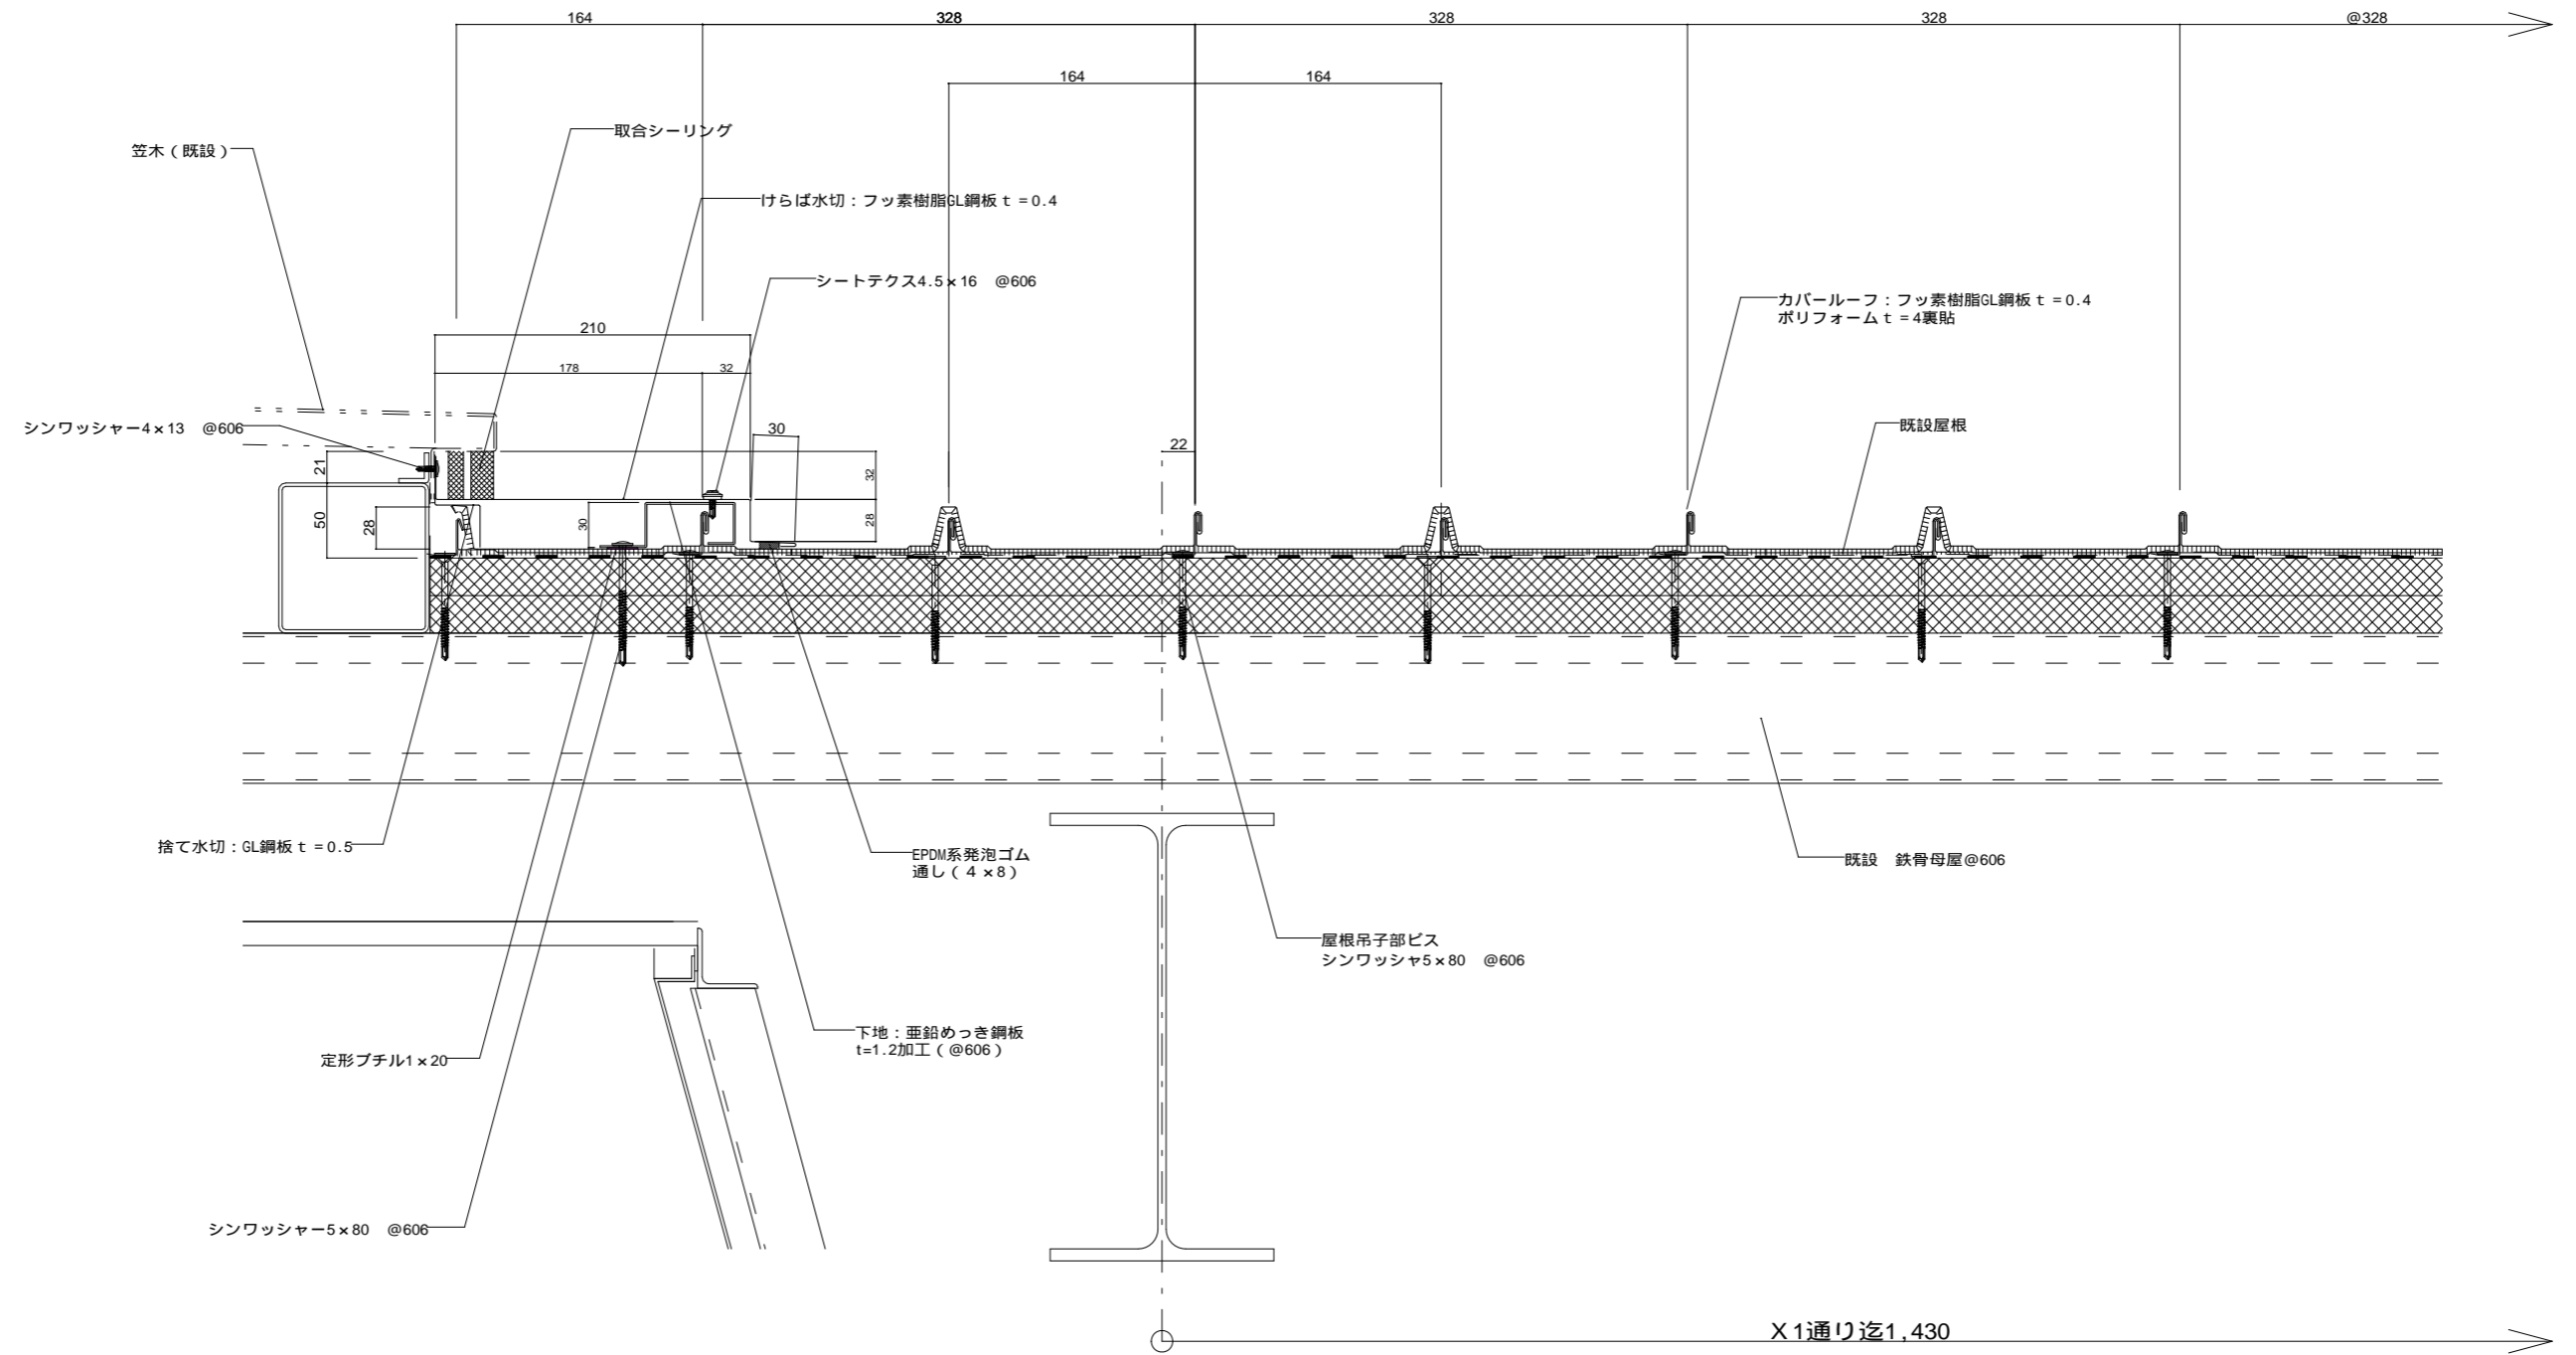 164
328
328
328
@328
164
164
取合シーリング
笠木（既設）
けらば水切：フッ素樹脂GL鋼板ｔ＝0.4
シートテクス4.5×16　@606
カバールーフ：フッ素樹脂GL鋼板ｔ＝0.4
ポリフォームｔ＝4裏貼
210
178
32
シンワッシャー4×13　@606
30
既設屋根
22
21
32
50
28
30
28
捨て水切：GL鋼板ｔ＝0.5
EPDM系発泡ゴム
通し（４×8）
既設　鉄骨母屋@606
屋根吊子部ビス
シンワッシャ5×80　@606
下地：亜鉛めっき鋼板
t=1.2加工（@606）
定形ブチル1×20
シンワッシャー5×80　@606
Ｘ1通り迄1,430